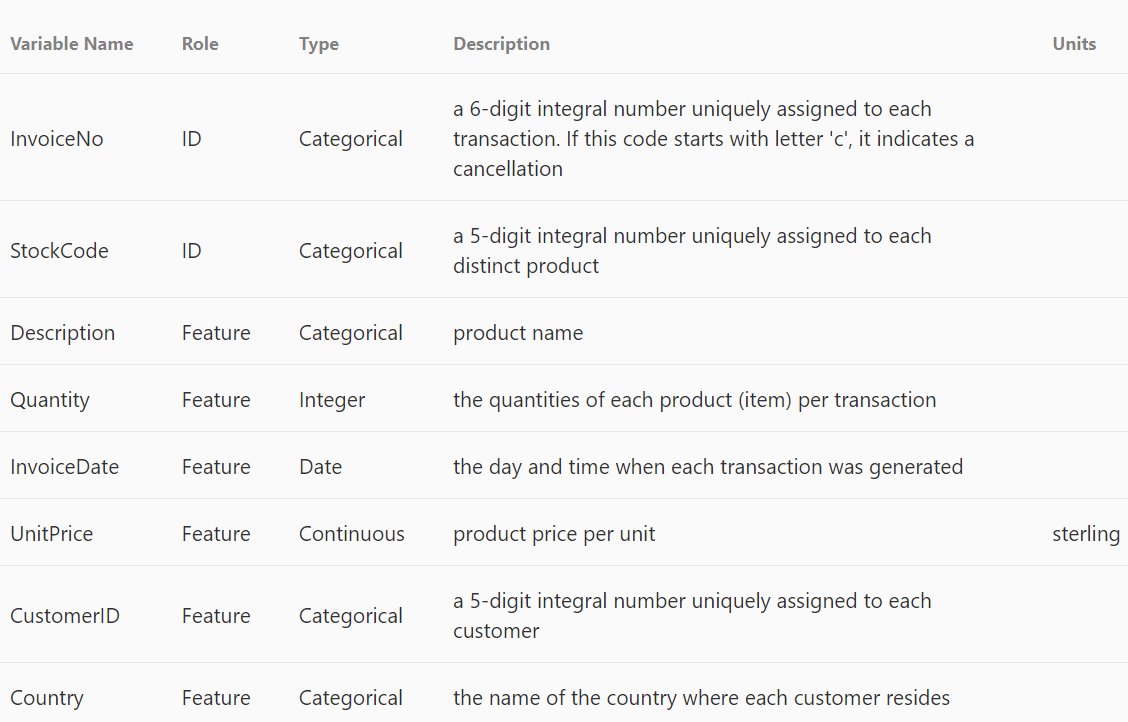 Variable Name Role Type Description Units
InvoiceNo ID Categorical a 6-digit integral number uniquely assigned to each
transaction. If this code starts with letter 'c', it indicates a
cancellation
StockCode ID Categorical a 5-digit integral number uniquely assigned to each
distinct product
Description Feature Categorical product name
Quantity Feature Integer the quantities of each product (item) per transaction
InvoiceDate Feature Date the day and time when each transaction was generated
UnitPrice Feature Continuous product price per unit sterling
CustomerID Feature Categorical a 5-digit integral number uniquely assigned to each
customer
Country Feature Categorical the name of the country where each customer resides